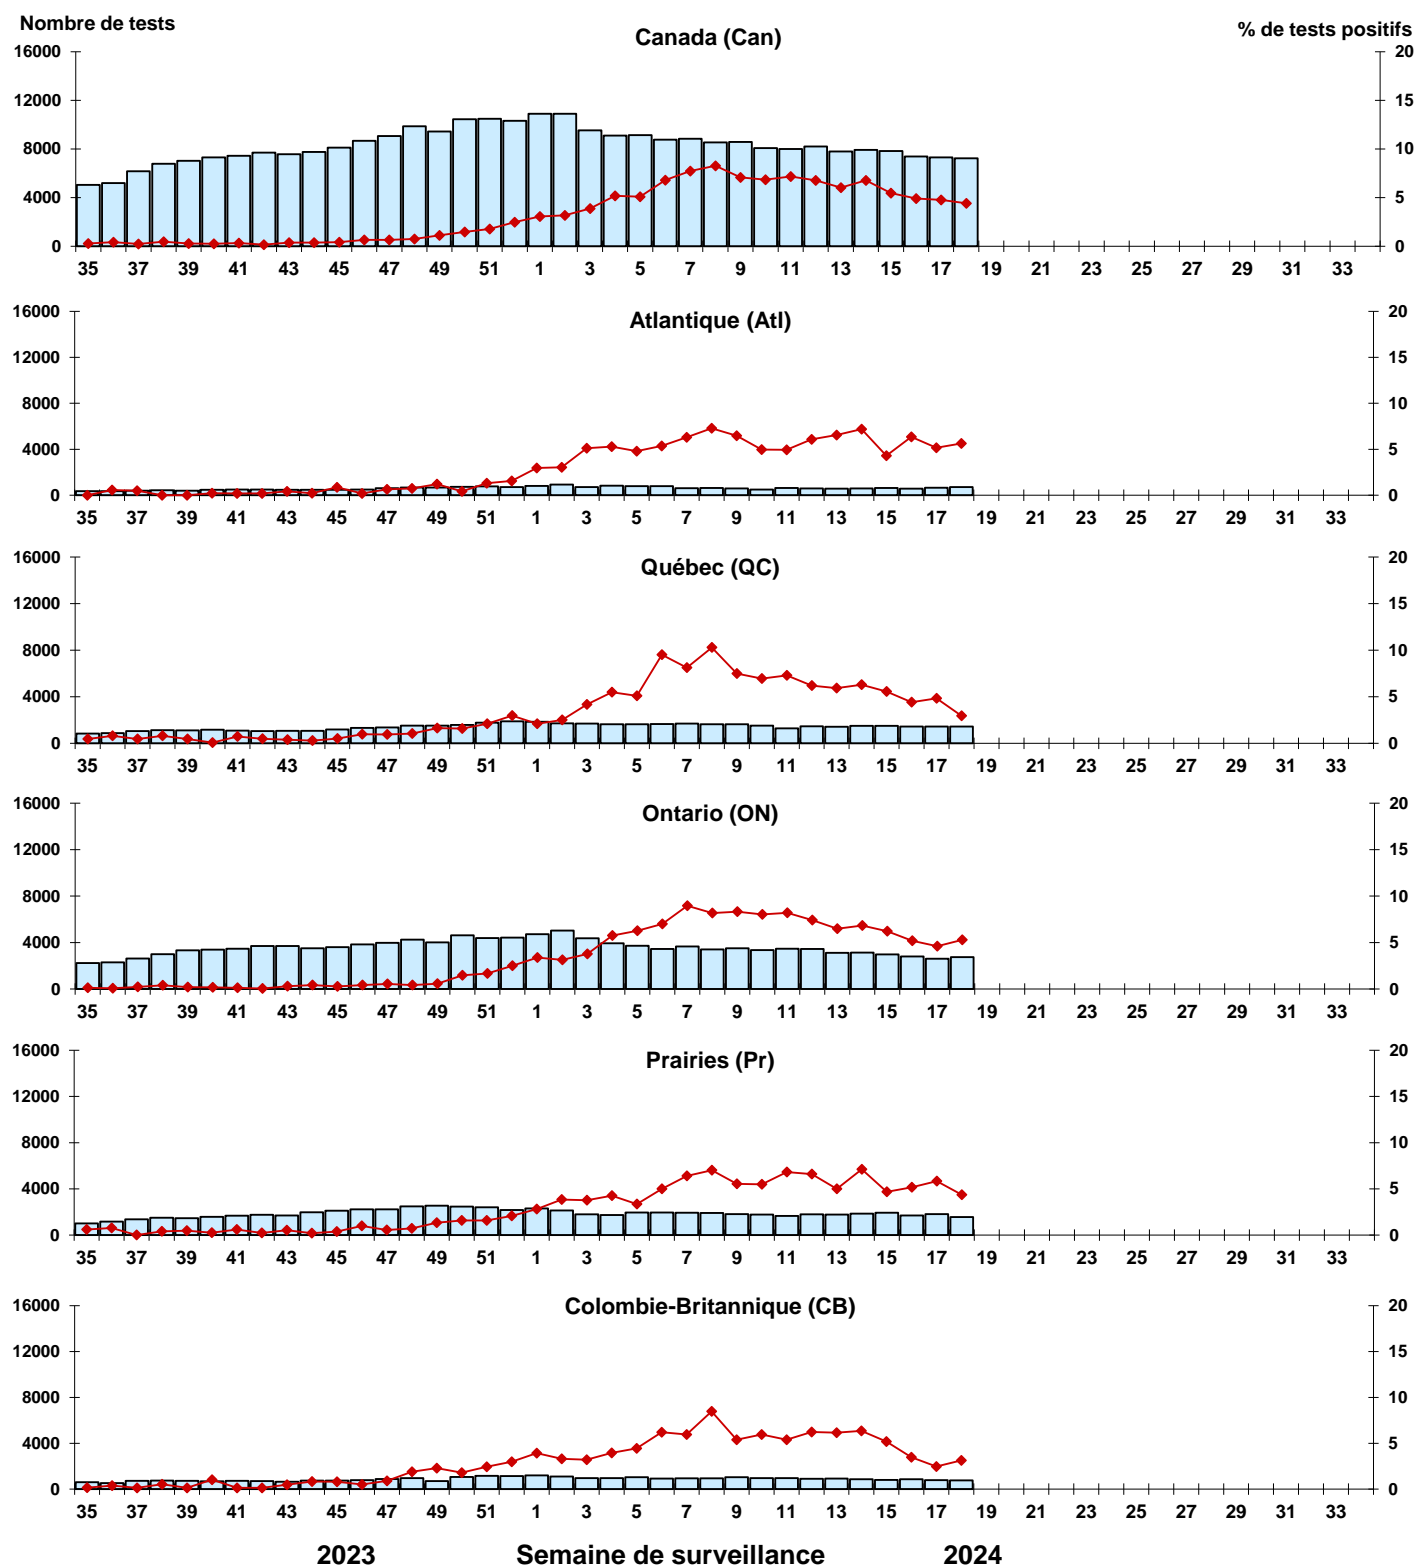 Nombre de tests
% de tests positifs
Canada (Can)
16000 20
12000 15
8000 10
4000 5
0 0
35 37 39 41 43 45 47 49 51 1 3 5 7 9 11 13 15 17 19 21 23 25 27 29 31 33
Atlantique (Atl)
16000 20
12000 15
8000 10
4000 5
0 0
35 37 39 41 43 45 47 49 51 1 3 5 7 9 11 13 15 17 19 21 23 25 27 29 31 33
Québec (QC)
16000 20
12000 15
8000 10
4000 5
0 0
35 37 39 41 43 45 47 49 51 1 3 5 7 9 11 13 15 17 19 21 23 25 27 29 31 33
Ontario (ON)
16000 20
12000 15
8000 10
4000 5
0 0
35 37 39 41 43 45 47 49 51 1 3 5 7 9 11 13 15 17 19 21 23 25 27 29 31 33
Prairies (Pr)
16000 20
12000 15
8000 10
4000 5
0 0
35 37 39 41 43 45 47 49 51 1 3 5 7 9 11 13 15 17 19 21 23 25 27 29 31 33
Colombie-Britannique (CB)
16000 20
12000 15
8000 10
4000 5
0 0
35 37 39 41 43 45 47 49 51 1 3 5 7 9 11 13 15 17 19 21 23 25 27 29 31 33
2023 Semaine de surveillance 2024